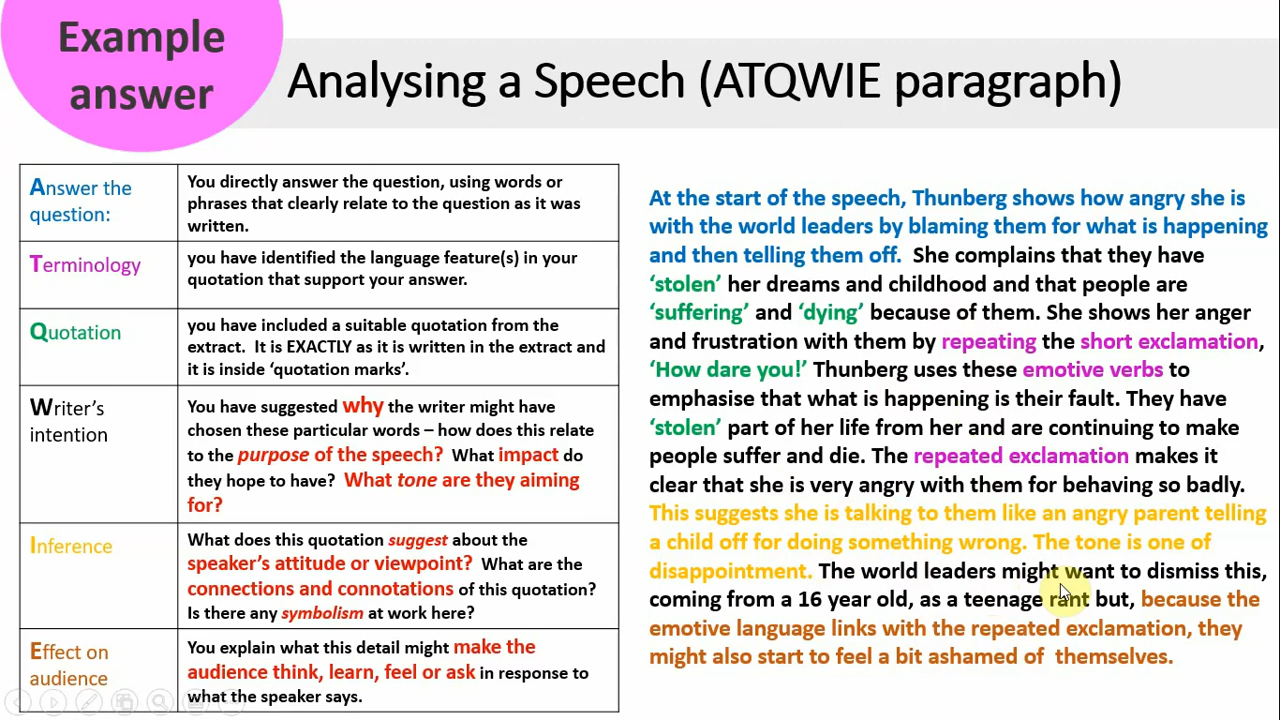 Example
answer
Analysing a Speech (ATQWIE paragraph)
Answer the
question:
You directly answer the question, using words or
phrases that clearly relate to the question as it was
written.
Terminology
you have identified the language feature(s) in your
quotation that support your answer.
Quotation
you have included a suitable quotation from the
extract.  It is EXACTLY as it is written in the extract and
it is inside ‘quotation marks’.
Writer’s
intention
You have suggested why the writer might have
chosen these particular words – how does this relate
to the purpose of the speech?  What impact do
they hope to have?  What tone are they aiming
for?
Inference
What does this quotation suggest about the
speaker’s attitude or viewpoint?  What are the
connections and connotations of this quotation?
Is there any symbolism at work here?
Effect on
audience
You explain what this detail might make the
audience think, learn, feel or ask in response to
what the speaker says.
At the start of the speech, Thunberg shows how angry she is
with the world leaders by blaming them for what is happening
and then telling them off.  She complains that they have
‘stolen’ her dreams and childhood and that people are
‘suffering’ and ‘dying’ because of them. She shows her anger
and frustration with them by repeating the short exclamation,
‘How dare you!’ Thunberg uses these emotive verbs to
emphasise that what is happening is their fault. They have
‘stolen’ part of her life from her and are continuing to make
people suffer and die. The repeated exclamation makes it
clear that she is very angry with them for behaving so badly.
This suggests she is talking to them like an angry parent telling
a child off for doing something wrong. The tone is one of
disappointment. The world leaders might want to dismiss this,
coming from a 16 year old, as a teenage rant but, because the
emotive language links with the repeated exclamation, they
might also start to feel a bit ashamed of  themselves.